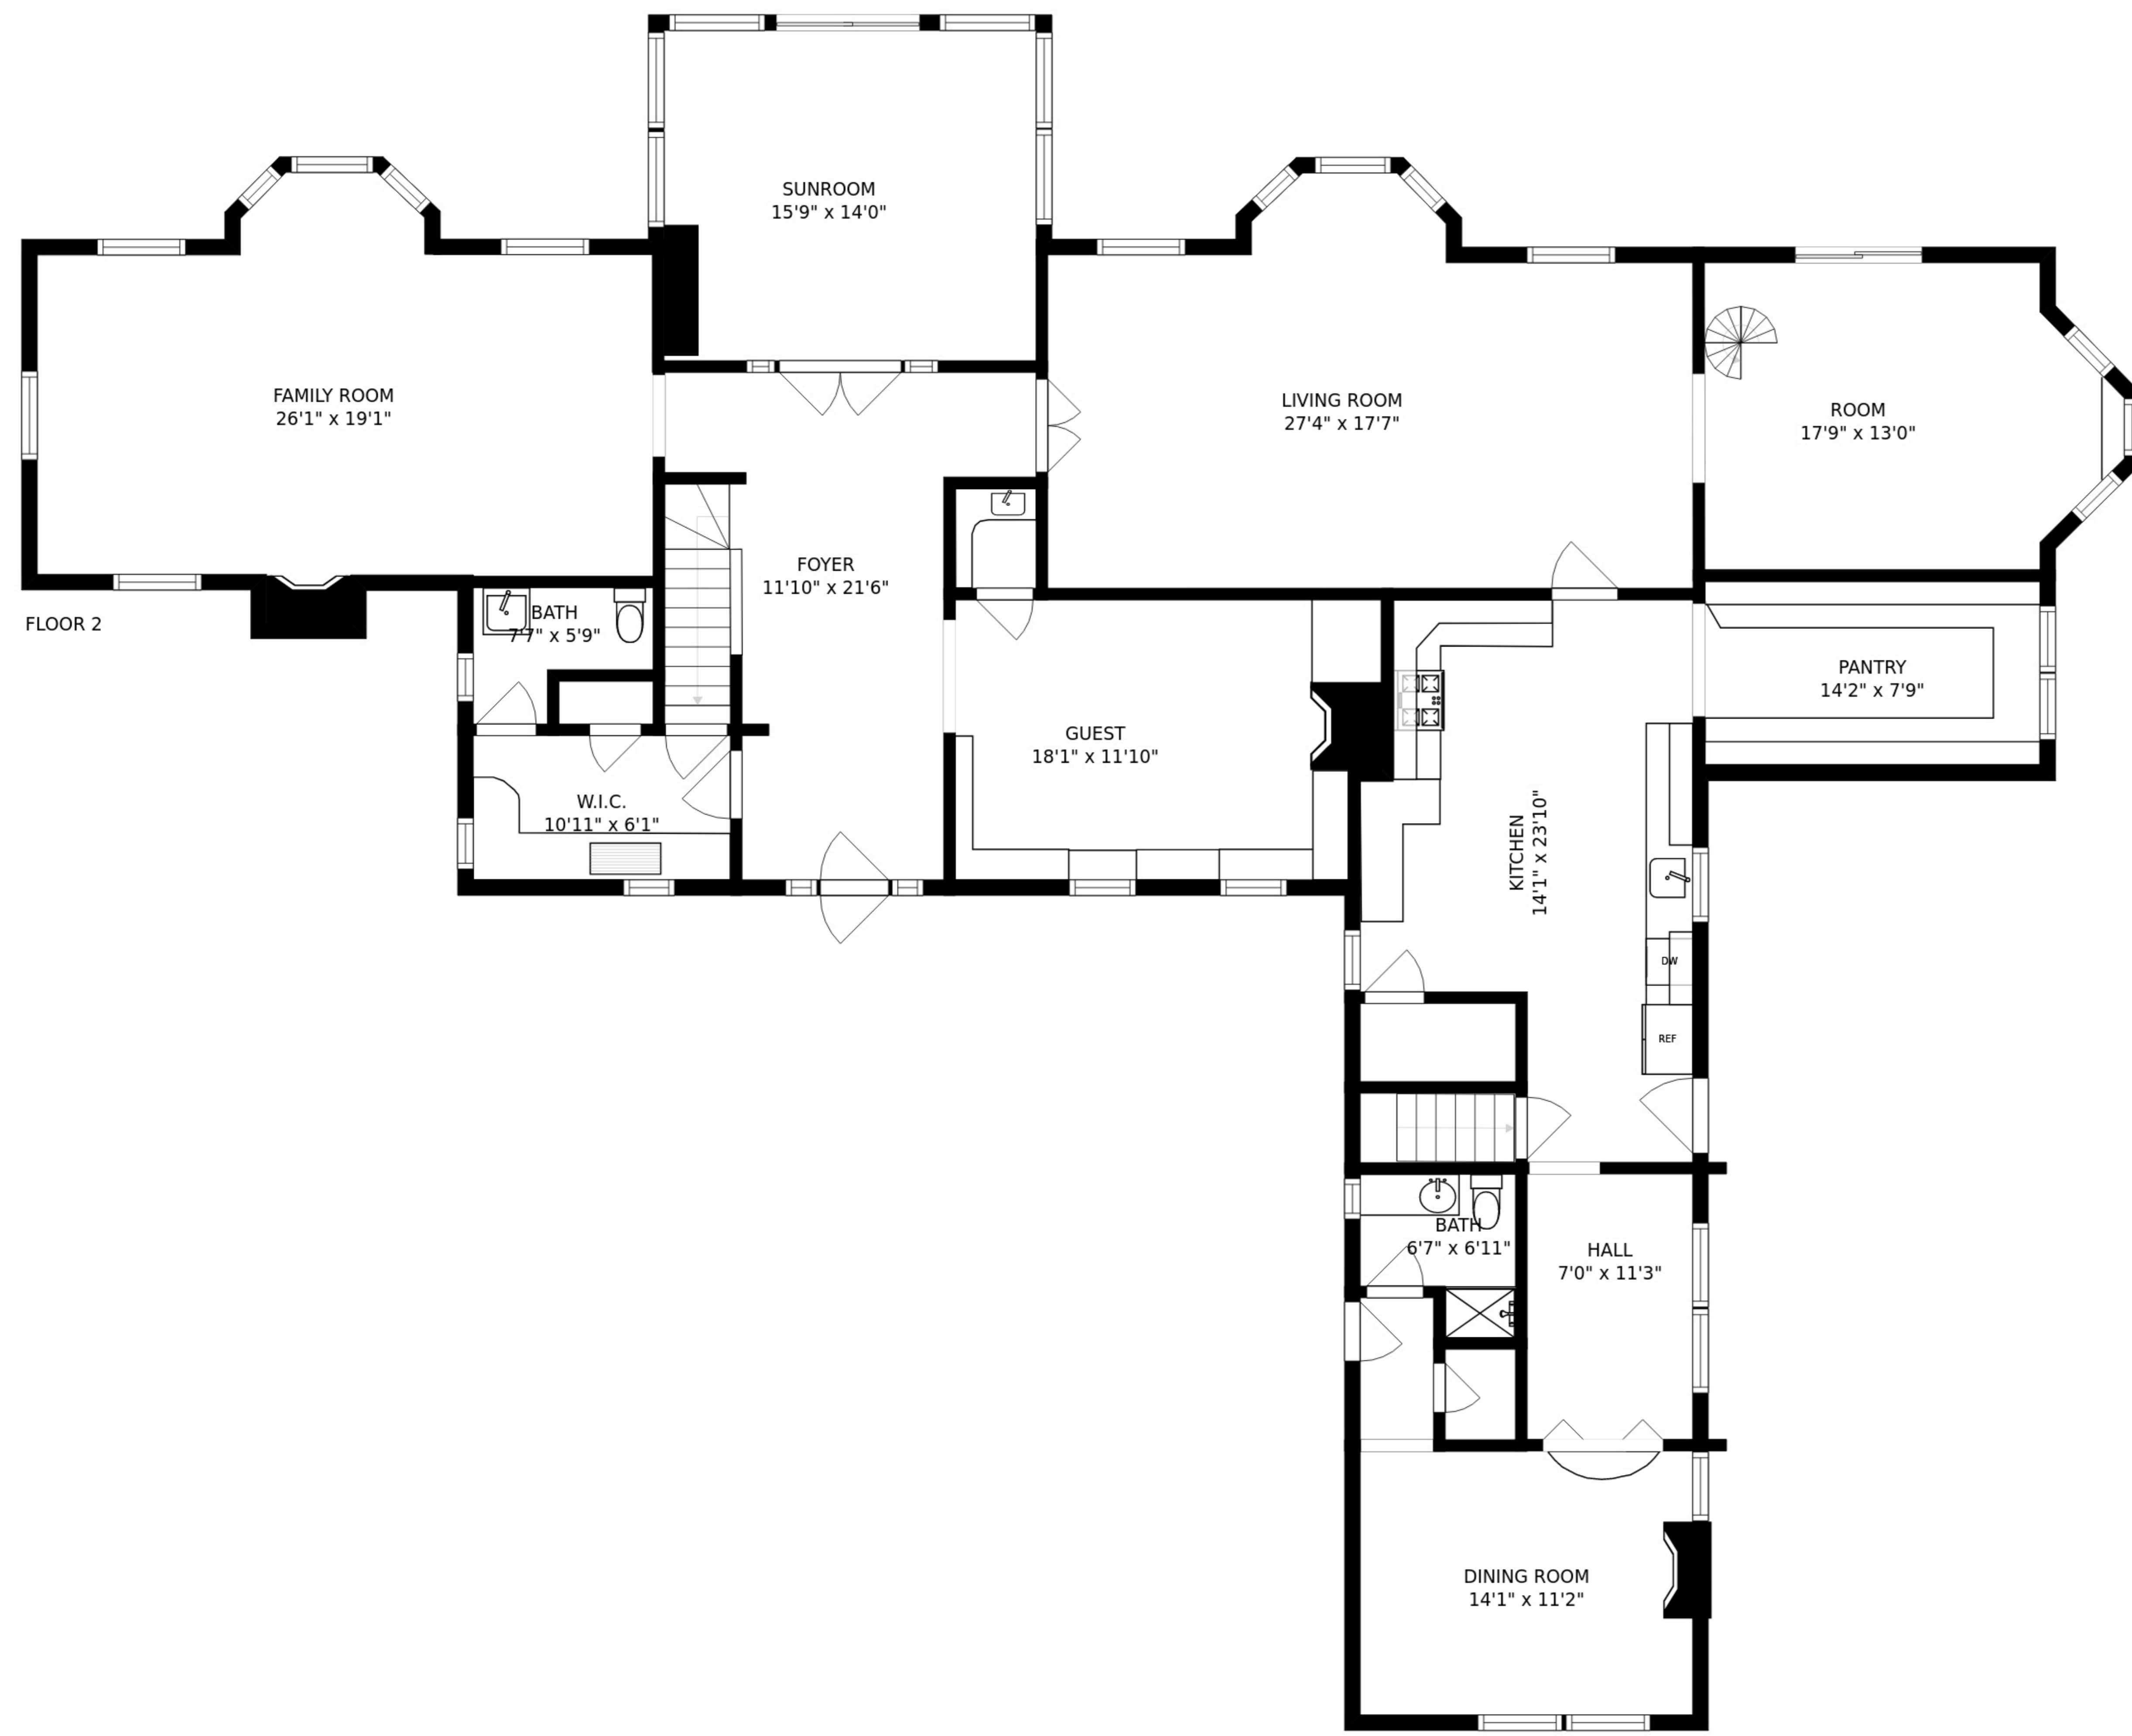 SUNROOM
15'9" x 14'0"
FAMILY ROOM
26'1" x 19'1"
LIVING ROOM
27'4" x 17'7"
ROOM
17'9" x 13'0"
FOYER
11'10" x 21'6"
FLOOR 2
BATH
7'7" x 5'9"
PANTRY
14'2" x 7'9"
GUEST
18'1" x 11'10"
W.I.C.
10'11" x 6'1"
KITCHEN
14'1" x 23'10"
DW
REF
BATH
6'7" x 6'11"
HALL
7'0" x 11'3"
DINING ROOM
14'1" x 11'2"